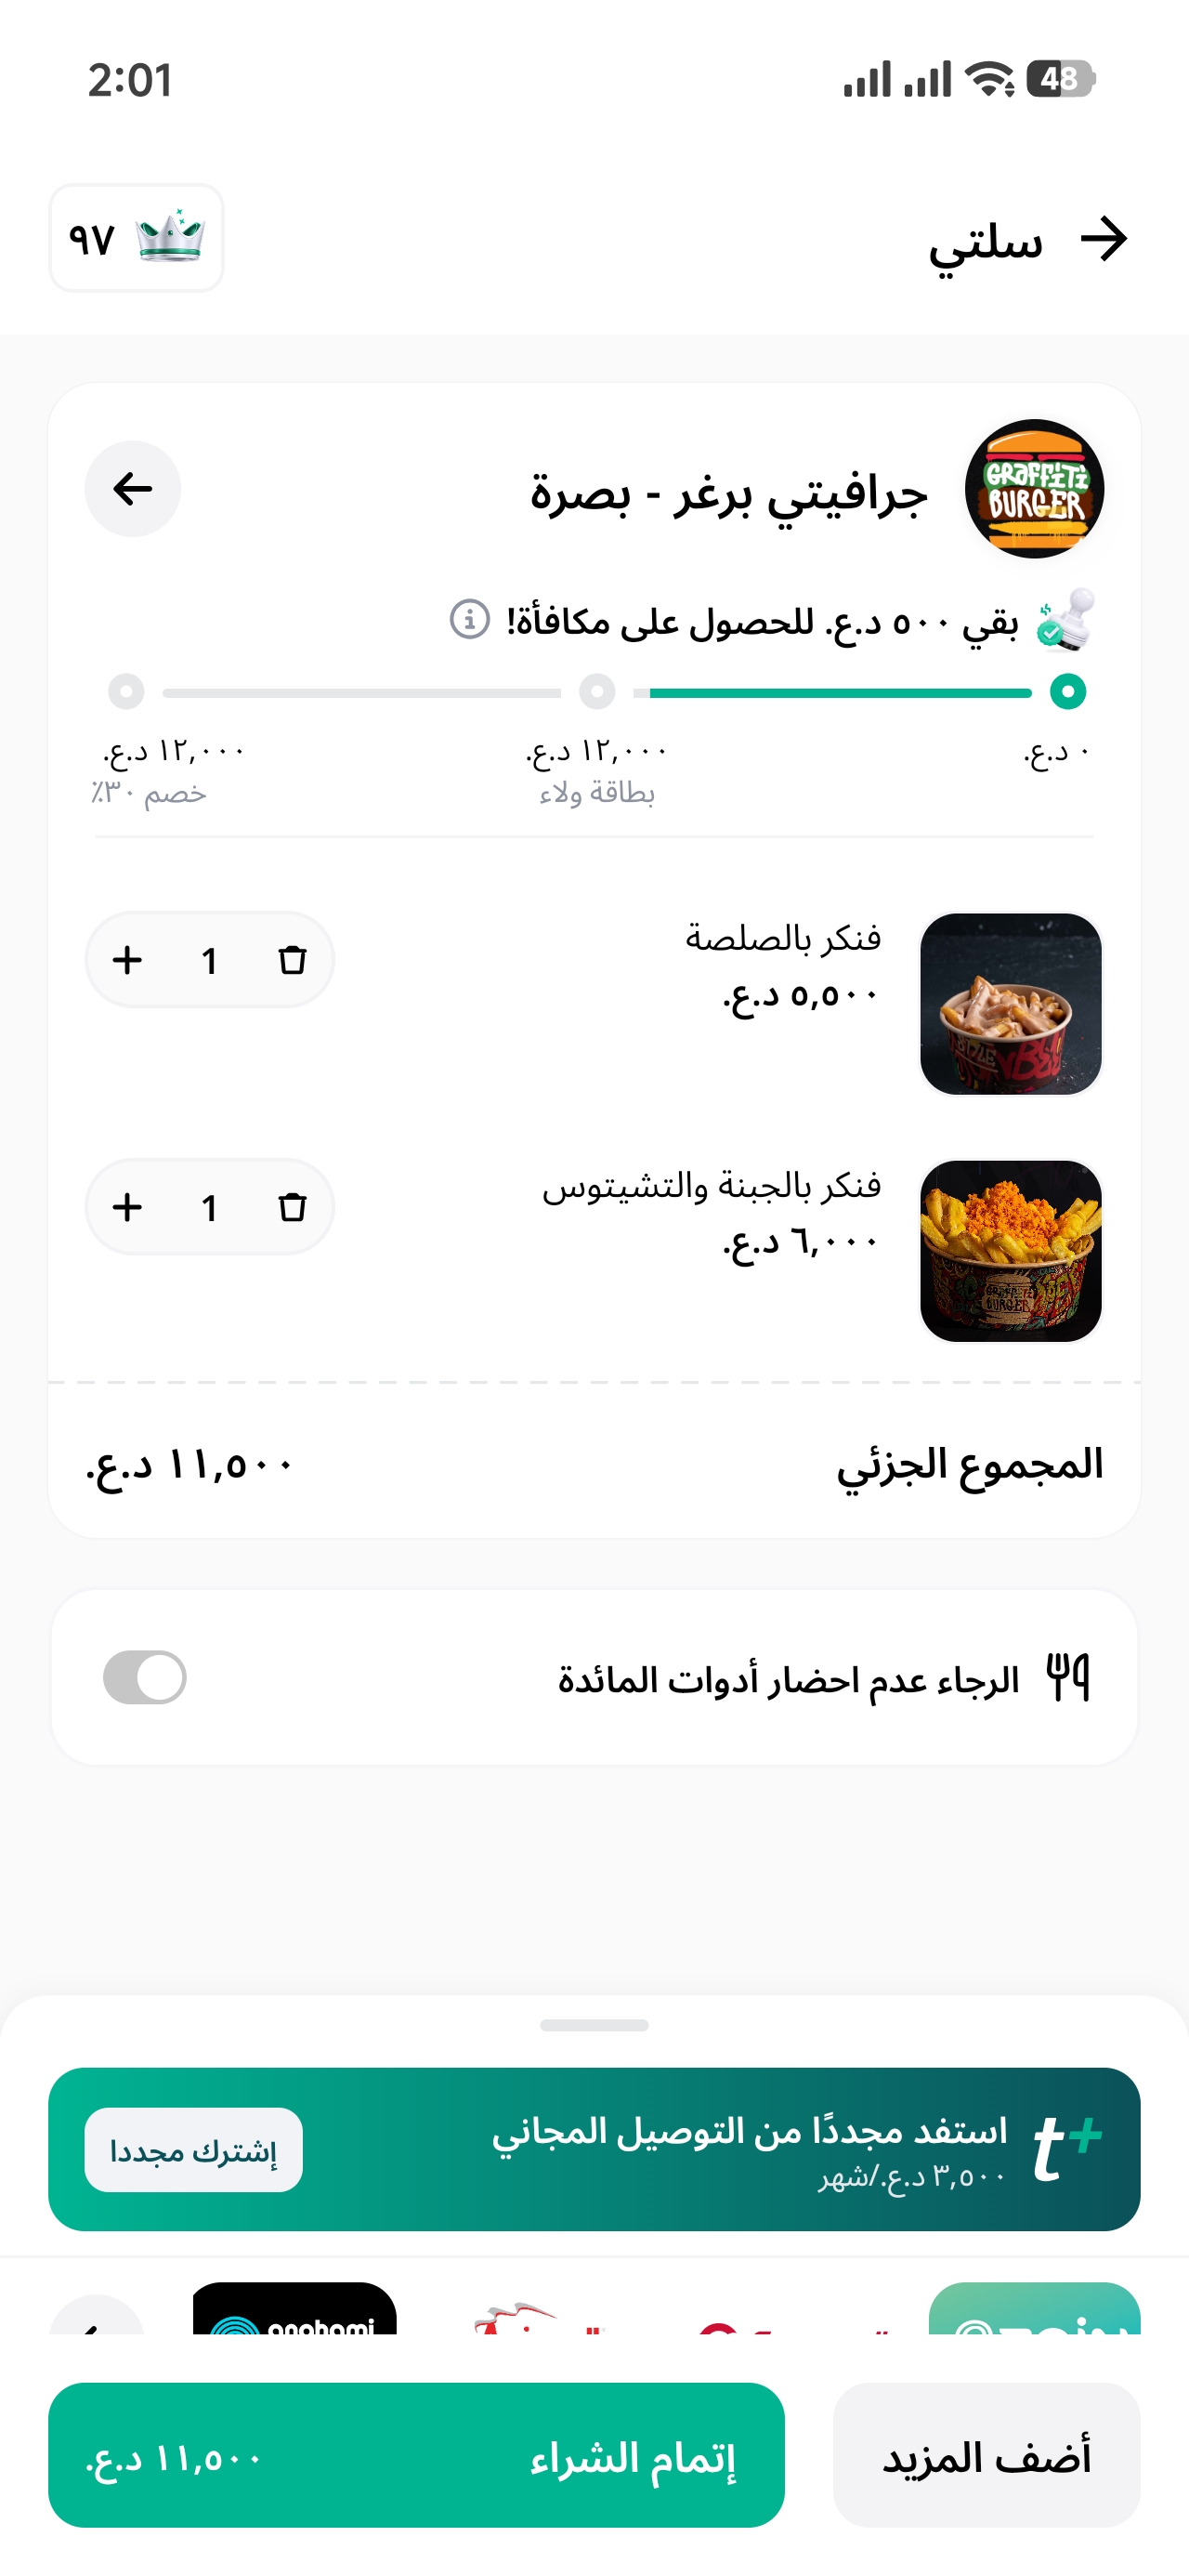 2:01
48
سلتي
٩٧
GRAFFITI
BURGER
جرافيتي برغر - بصرة
بقي ٥٠٠ د.ع. للحصول على مكافأة!
٠ د.ع.
١٢,٠٠٠ د.ع.
بطاقة ولاء
١٢,٠٠٠ د.ع.
خصم ٣٠٪
فنكر بالصلصة
٥,٥٠٠ د.ع.
1
فنكر بالجبنة والتشيتوس
٦,٠٠٠ د.ع.
1
GRAFFITI
BURGER
المجموع الجزئي
١١,٥٠٠ د.ع.
الرجاء عدم احضار أدوات المائدة
t+
استفد مجددًا من التوصيل المجاني
٣,٥٠٠ د.ع./شهر
إشترك مجددا
أضف المزيد
إتمام الشراء
١١,٥٠٠ د.ع.